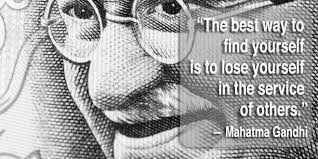 “The best way to
find yourself
is to lose yourself
in the service
of others.”
– Mahatma Gandhi